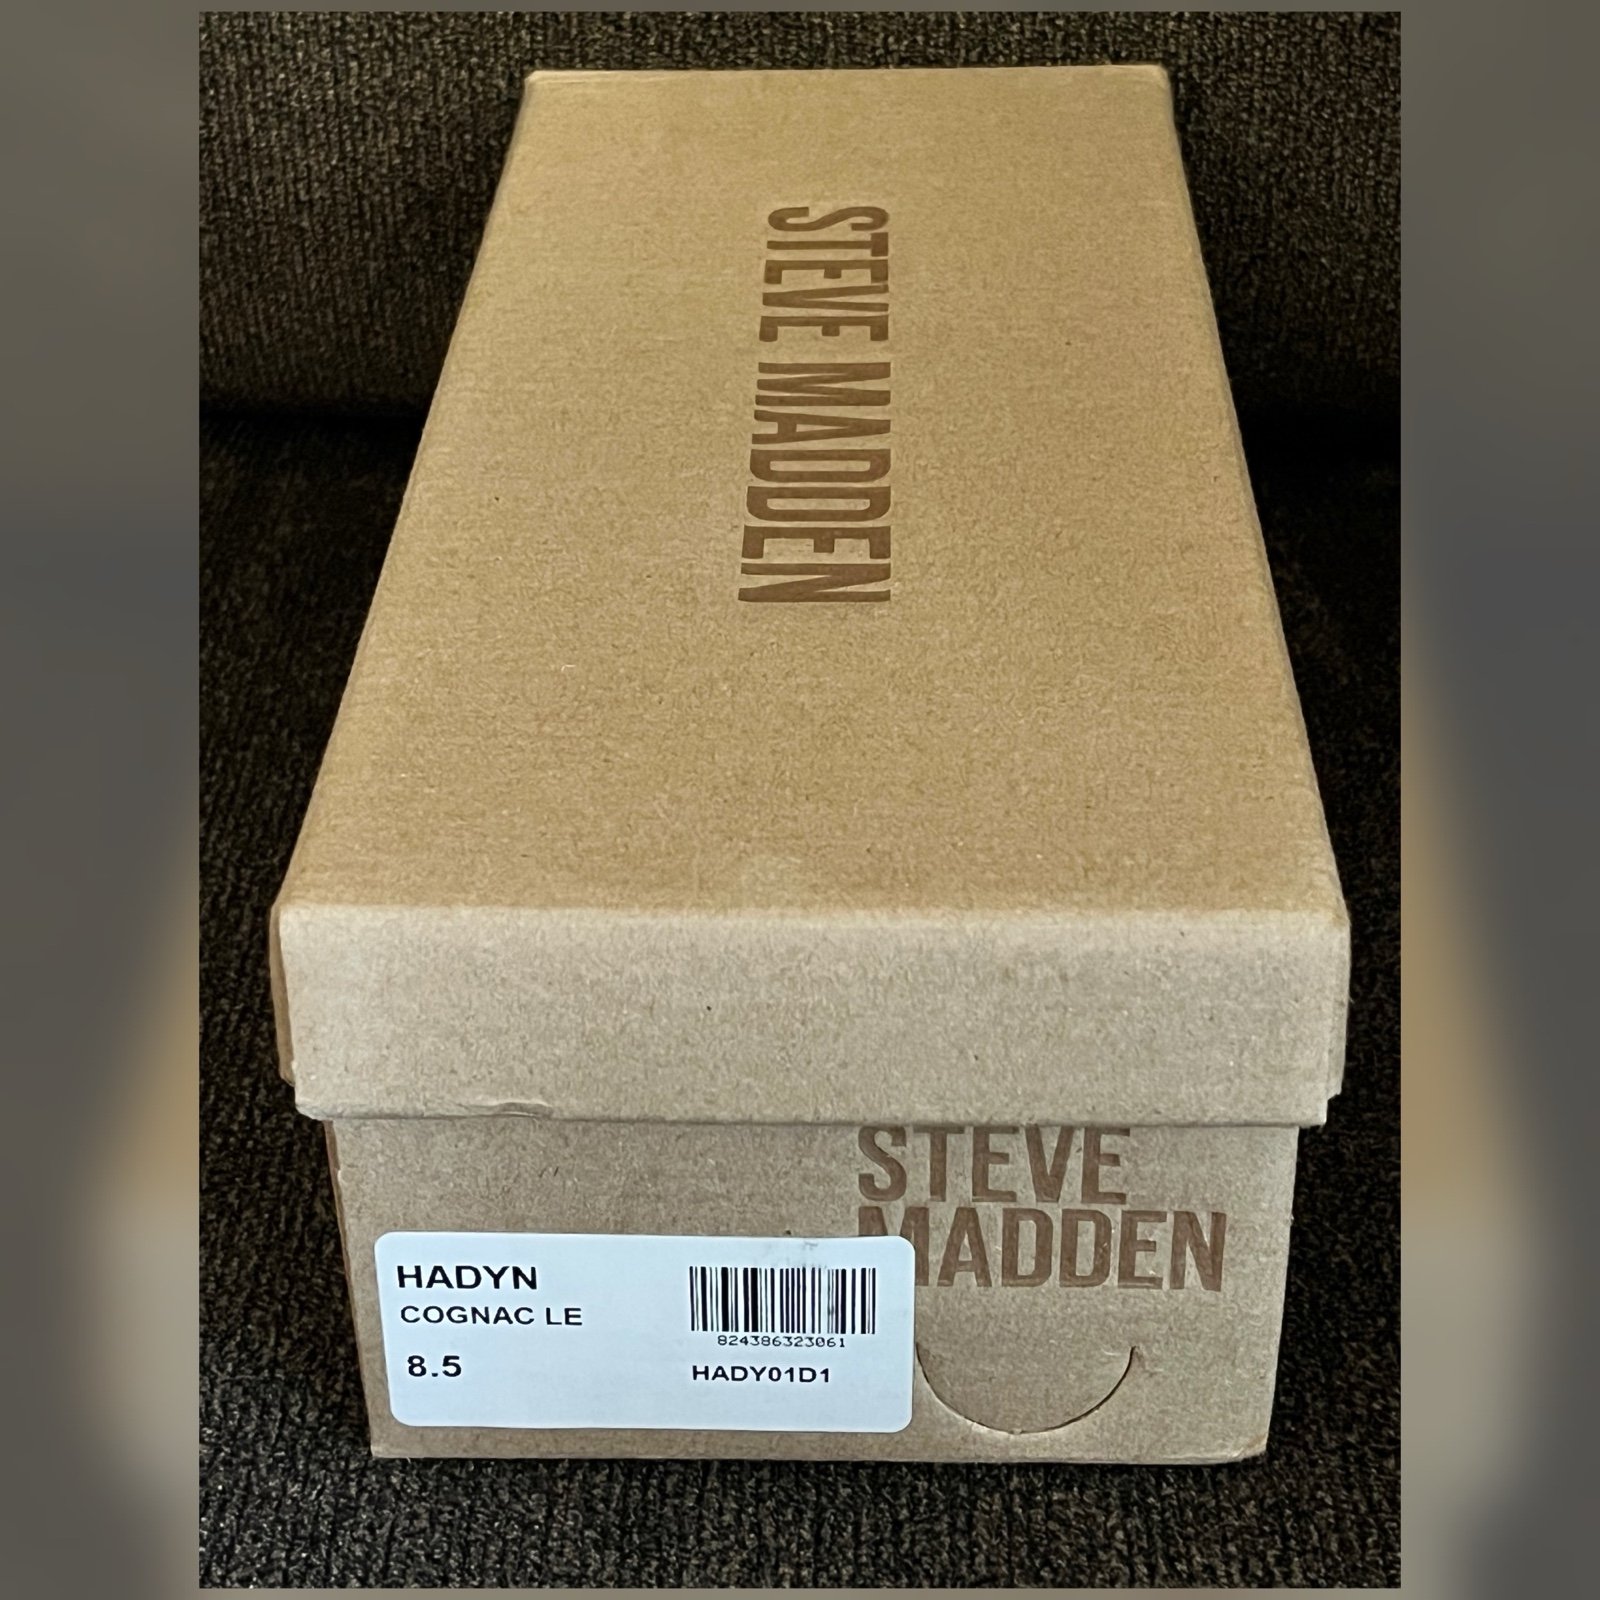 STEVE MADDEN
STEVE
MADDEN
HADYN
COGNAC LE
8.5
824386323061
HADY01D1